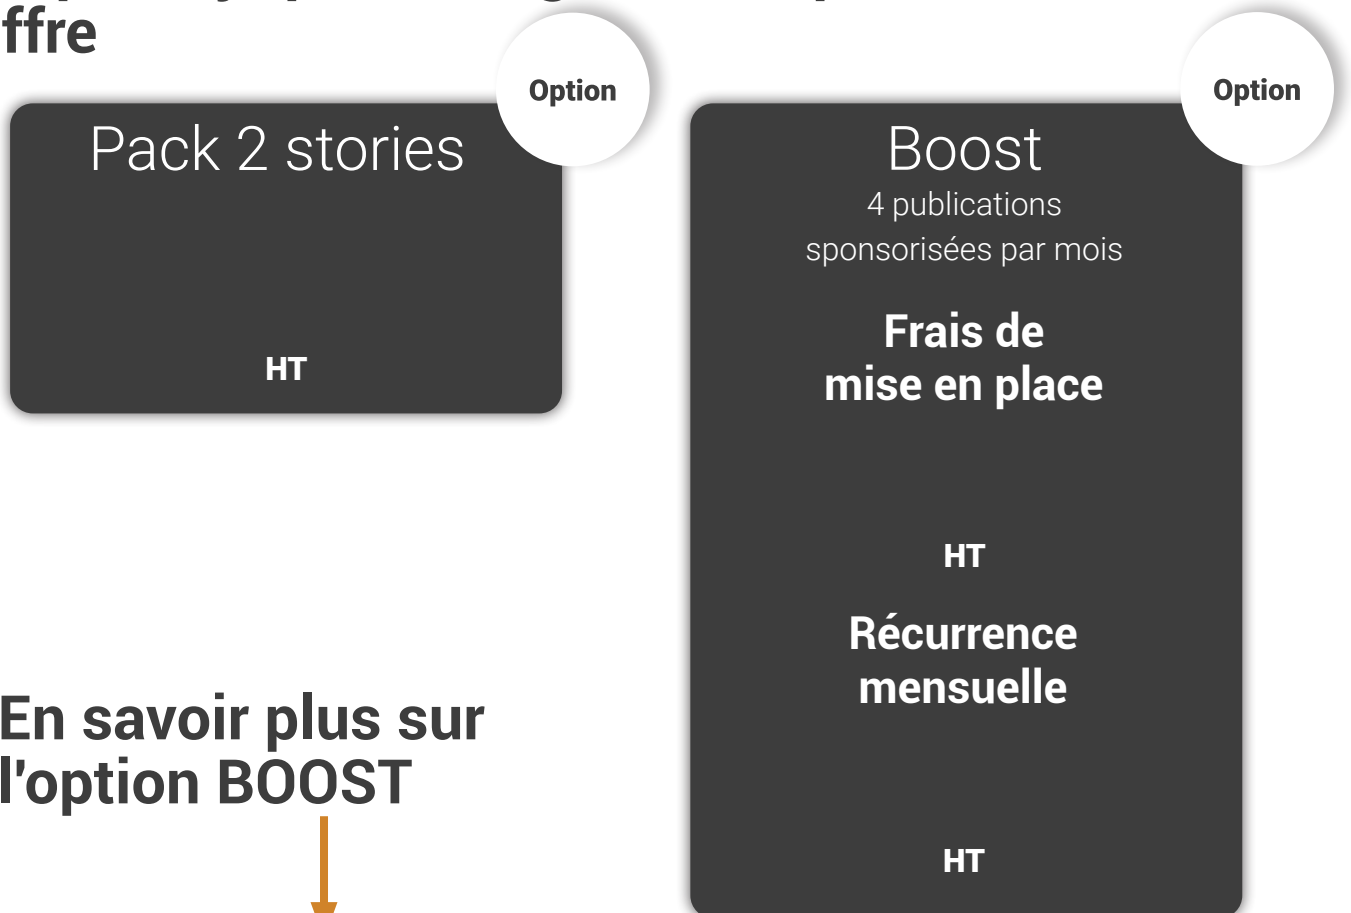 ffre
Option
Pack 2 stories
HT
Option
Boost
4 publications
sponsorisées par mois
Frais de
mise en place
HT
Récurrence
mensuelle
HT
En savoir plus sur
l'option BOOST